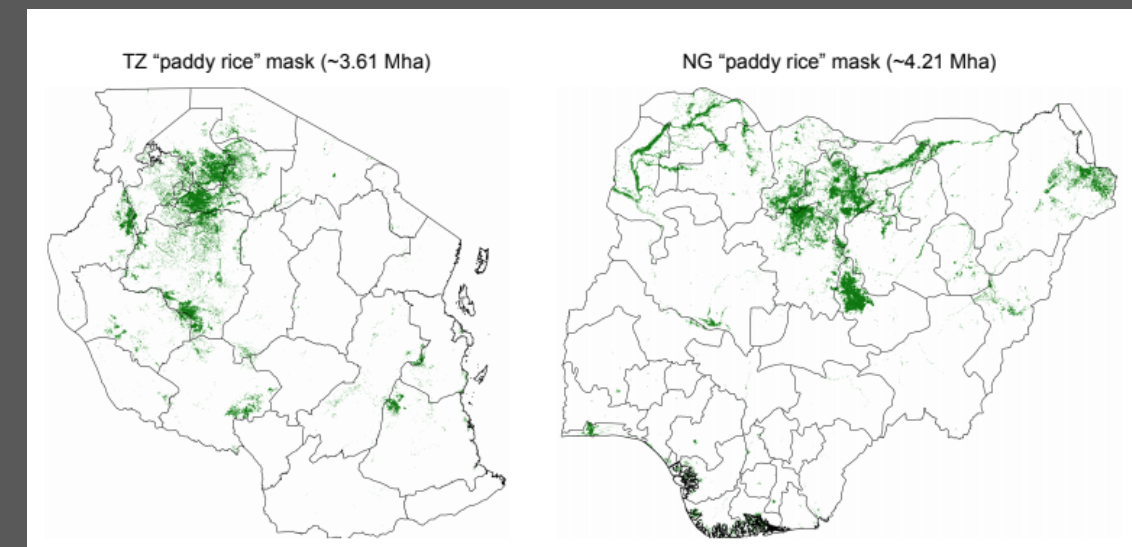 TZ “paddy rice” mask (~3.61 Mha)
NG “paddy rice” mask (~4.21 Mha)